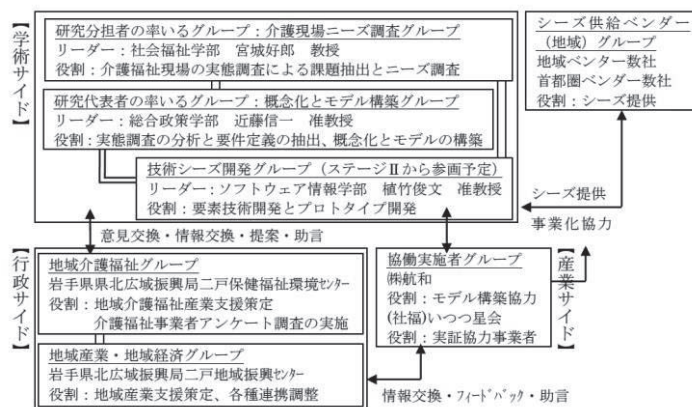 【学術サイド】
研究分担者の率いるグループ：介護現場ニーズ調査グループ
リーダー：社会福祉学部　宮城好郎　教授
役割：介護福祉現場の実態調査による課題抽出とニーズ調査
研究代表者の率いるグループ：概念化とモデル構築グループ
リーダー：総合政策学部　近藤信一　准教授
役割：実態調査の分析と要件定義の抽出、概念化とモデルの構築
技術シーズ開発グループ（ステージⅡから参画予定）
リーダー：ソフトウェア情報学部　植竹俊文　准教授
役割：要素技術開発とプロトタイプ開発
シーズ供給ベンダー
（地域）グループ
地域ベンダー数社
首都圏ベンダー数社
役割：シーズ提供
シーズ提供
事業化協力
意見交換・情報交換・提案・助言
【行政サイド】
地域介護福祉グループ
岩手県県北広域振興局二戸保健福祉環境センター
役割：地域介護福祉産業支援策定
介護福祉事業者アンケート調査の実施
地域産業・地域経済グループ
岩手県北広域振興局二戸地域振興センター
役割：地域産業支援策定、各種連携調整
協働実施者グループ
㈱航和
役割：モデル構築協力
(社福)いつつ星会
役割：実証協力事業者
【産業サイド】
情報交換・フィードバック・助言